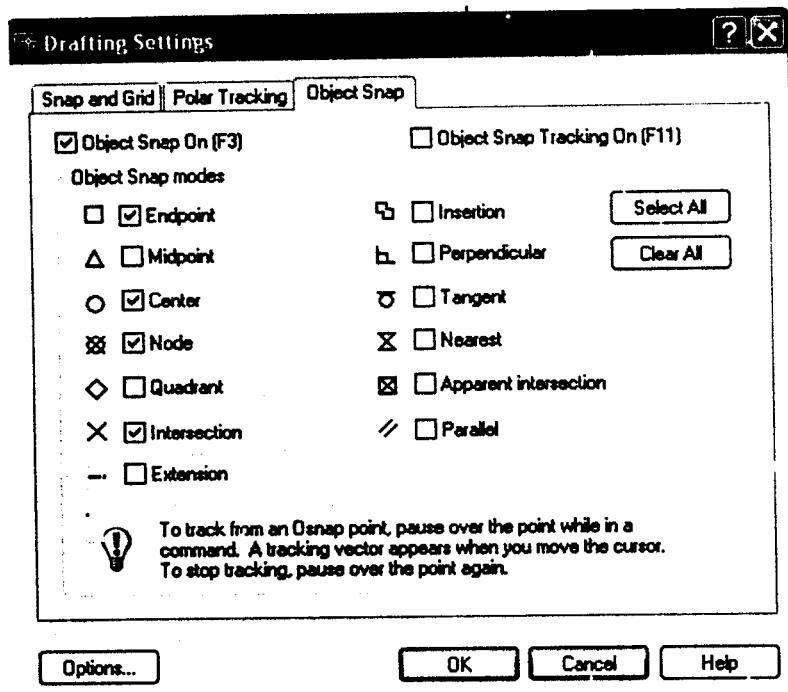 Drafting Settings
Snap and Grid Polar Tracking Object Snap
Object Snap On (F3) Object Snap Tracking On (F11)
Object Snap modes
Endpoint Insertion Select All
Midpoint Perpendicular Clear All
Center Tangent
Node Nearest
Quadrant Apparent intersection
Intersection Parallel
Extension
To track from an Osnap point, pause over the point while in a
command. A tracking vector appears when you move the cursor.
To stop tracking, pause over the point again.
Options... OK Cancel Help